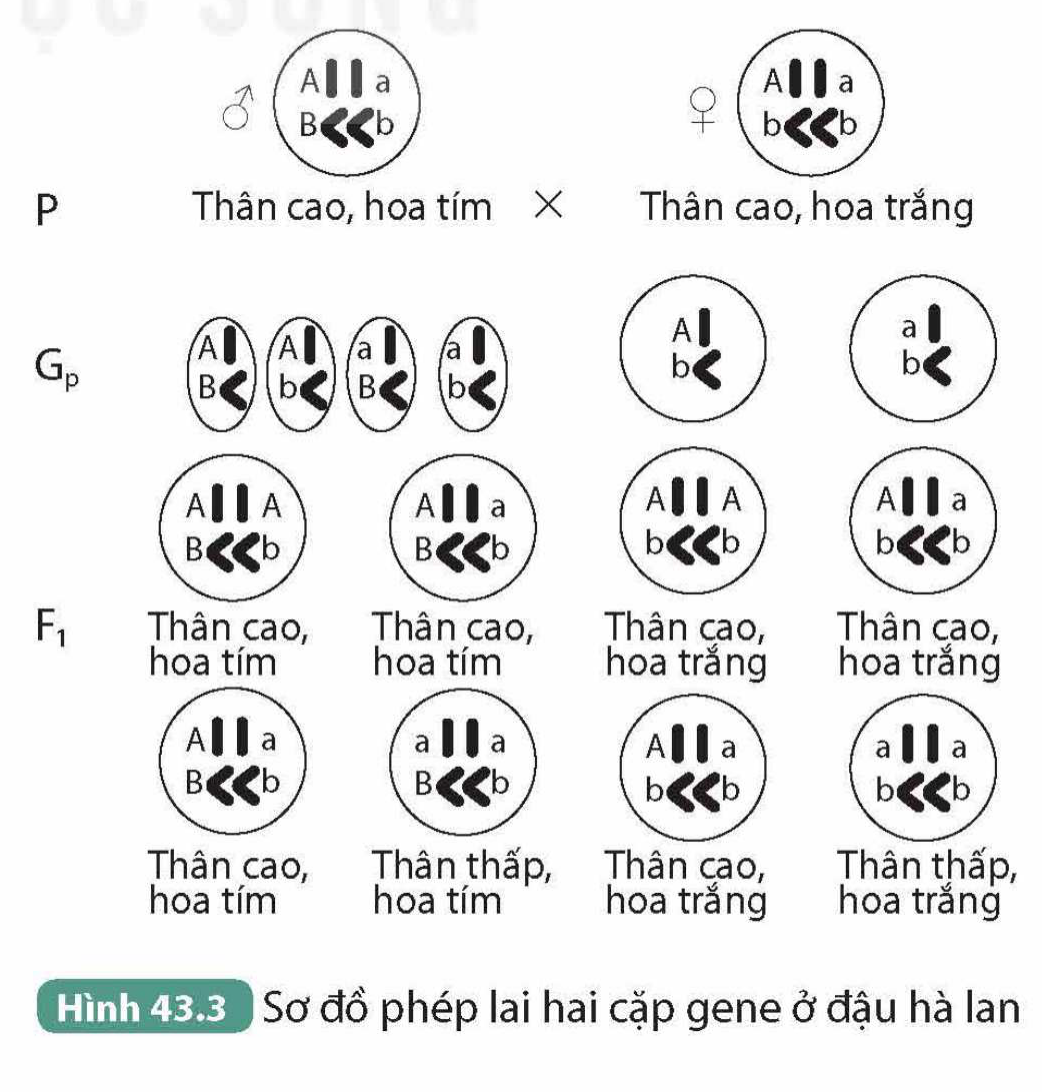 ỌC SỐNG
♂ A a ♀ A a
B b b b
P Thân cao, hoa tím × Thân cao, hoa trắng
Gp A A a a A a
B b B b b b
A A A a A A A a
B b B b b b b b
F1 Thân cao, Thân cao, Thân cao, Thân cao,
hoa tím hoa tím hoa trắng hoa trắng
A a a a A a a a
B b B b b b b b
Thân cao, Thân thấp, Thân cao, Thân thấp,
hoa tím hoa tím hoa trắng hoa trắng
Hình 43.3 Sơ đồ phép lai hai cặp gene ở đậu hà lan